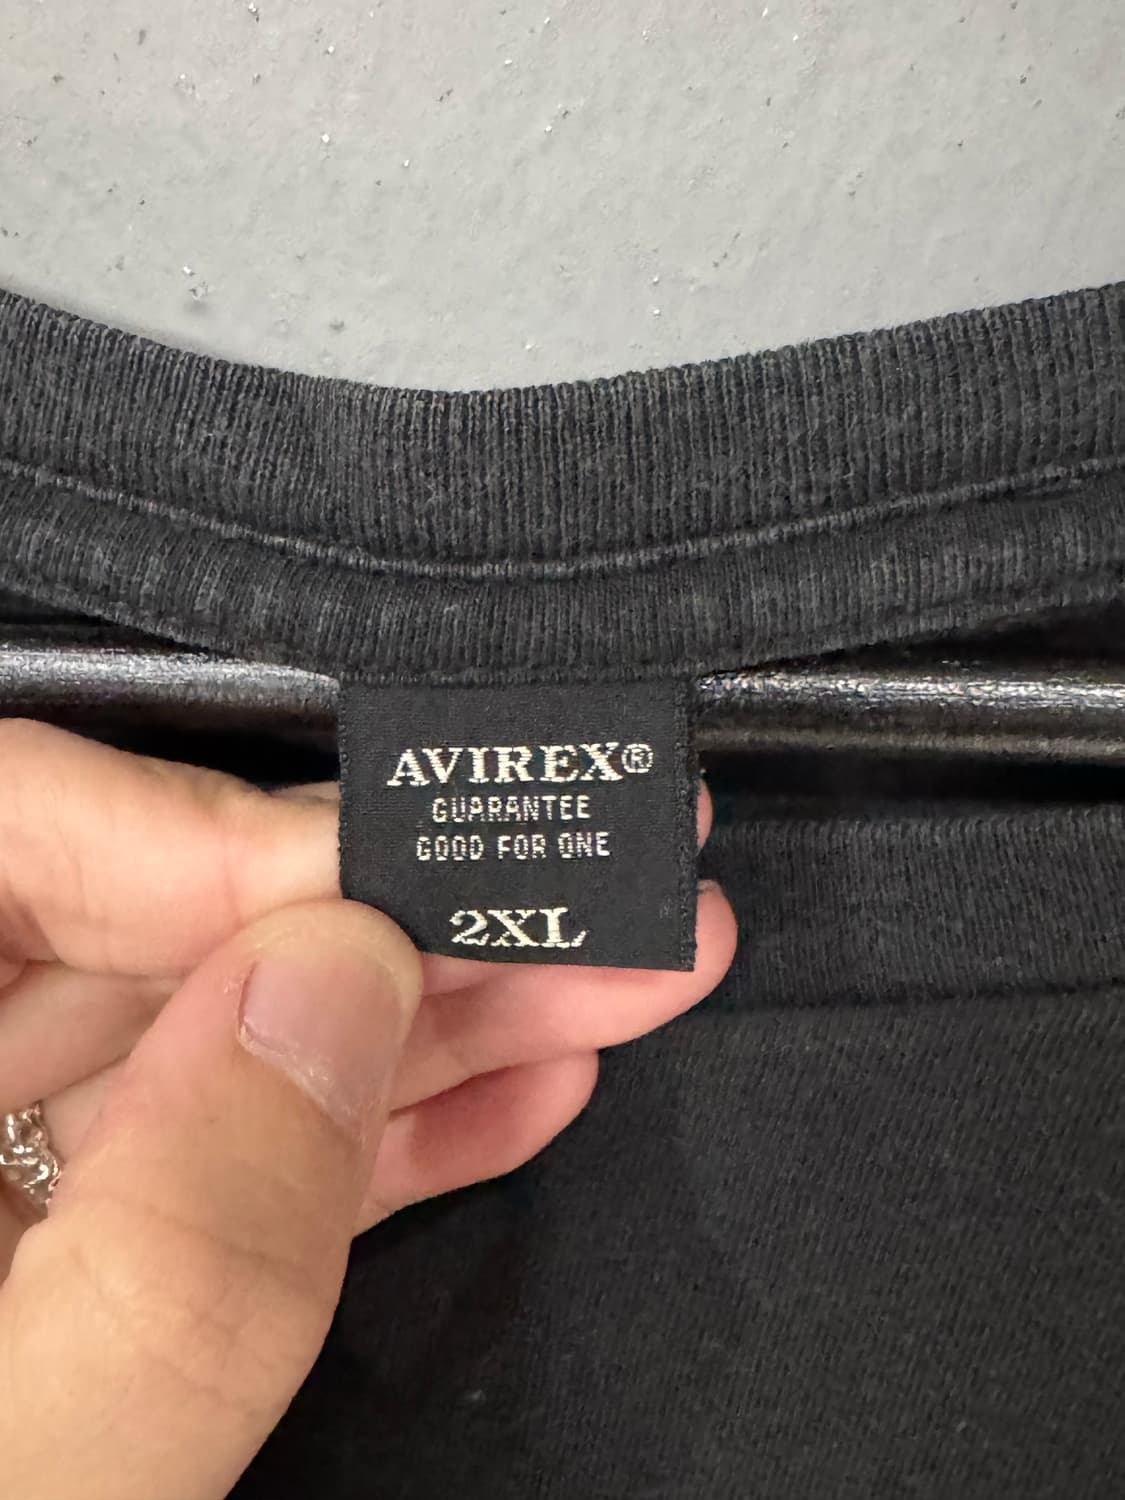 AVIREX®
GUARANTEE
GOOD FOR ONE
2XL